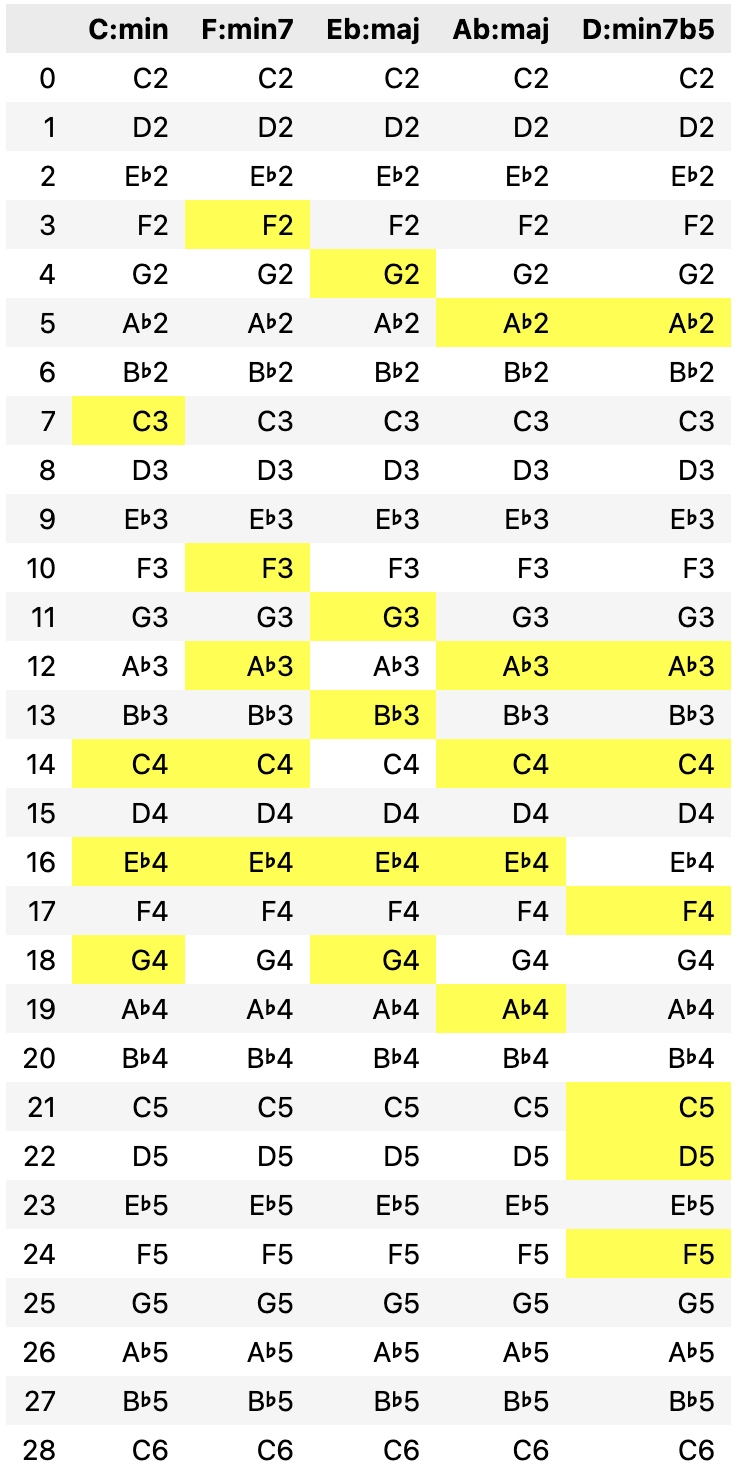 C:min F:min7 Eb:maj Ab:maj D:min7b5
0 C2 C2 C2 C2 C2
1 D2 D2 D2 D2 D2
2 E♭2 E♭2 E♭2 E♭2 E♭2
3 F2 F2 F2 F2 F2
4 G2 G2 G2 G2 G2
5 A♭2 A♭2 A♭2 A♭2 A♭2
6 B♭2 B♭2 B♭2 B♭2 B♭2
7 C3 C3 C3 C3 C3
8 D3 D3 D3 D3 D3
9 E♭3 E♭3 E♭3 E♭3 E♭3
10 F3 F3 F3 F3 F3
11 G3 G3 G3 G3 G3
12 A♭3 A♭3 A♭3 A♭3 A♭3
13 B♭3 B♭3 B♭3 B♭3 B♭3
14 C4 C4 C4 C4 C4
15 D4 D4 D4 D4 D4
16 E♭4 E♭4 E♭4 E♭4 E♭4
17 F4 F4 F4 F4 F4
18 G4 G4 G4 G4 G4
19 A♭4 A♭4 A♭4 A♭4 A♭4
20 B♭4 B♭4 B♭4 B♭4 B♭4
21 C5 C5 C5 C5 C5
22 D5 D5 D5 D5 D5
23 E♭5 E♭5 E♭5 E♭5 E♭5
24 F5 F5 F5 F5 F5
25 G5 G5 G5 G5 G5
26 A♭5 A♭5 A♭5 A♭5 A♭5
27 B♭5 B♭5 B♭5 B♭5 B♭5
28 C6 C6 C6 C6 C6